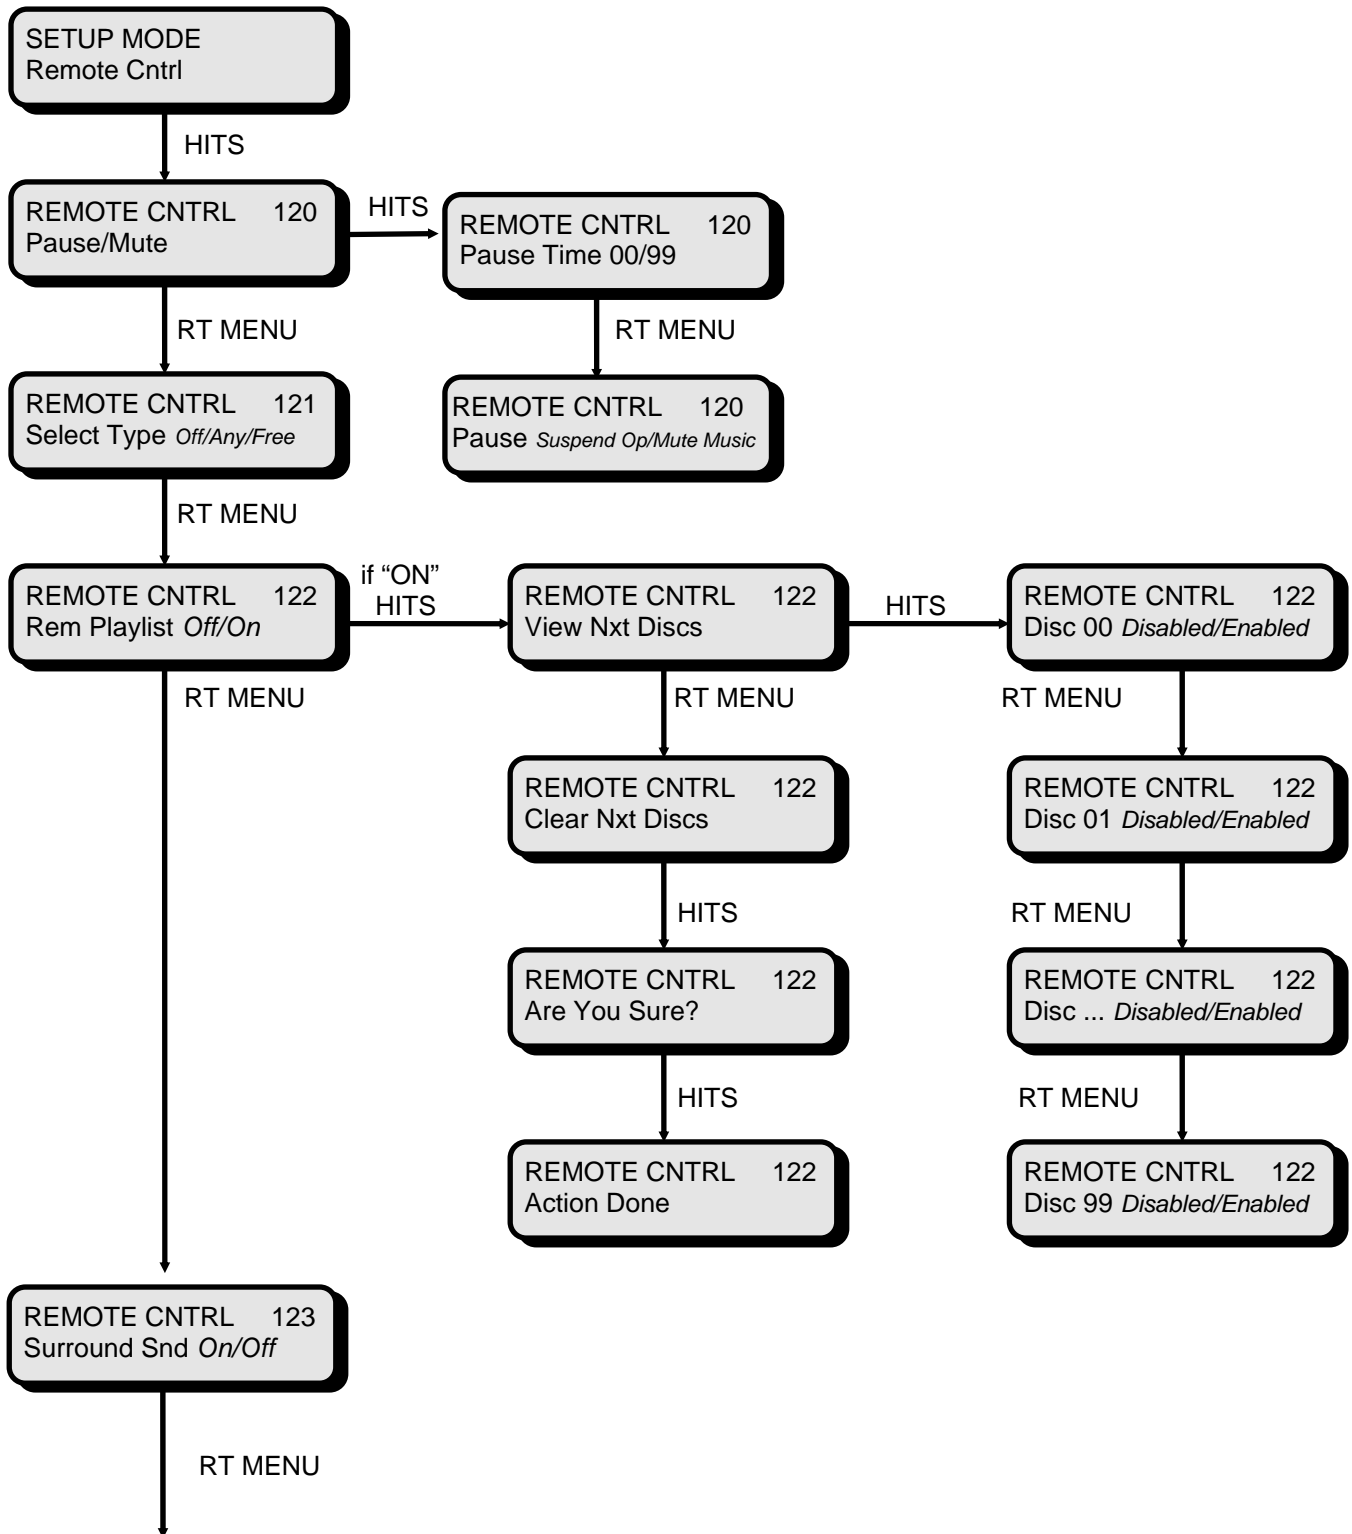 SETUP MODE
Remote Cntrl
HITS
REMOTE CNTRL 120
Pause/Mute
HITS
REMOTE CNTRL 120
Pause Time 00/99
RT MENU
RT MENU
REMOTE CNTRL 121
Select Type Off/Any/Free
REMOTE CNTRL 120
Pause Suspend Op/Mute Music
RT MENU
REMOTE CNTRL 122
Rem Playlist Off/On
if “ON”
HITS
REMOTE CNTRL 122
View Nxt Discs
HITS
REMOTE CNTRL 122
Disc 00 Disabled/Enabled
RT MENU
RT MENU
RT MENU
REMOTE CNTRL 122
Clear Nxt Discs
REMOTE CNTRL 122
Disc 01 Disabled/Enabled
HITS
RT MENU
REMOTE CNTRL 122
Are You Sure?
REMOTE CNTRL 122
Disc ... Disabled/Enabled
HITS
RT MENU
REMOTE CNTRL 122
Action Done
REMOTE CNTRL 122
Disc 99 Disabled/Enabled
REMOTE CNTRL 123
Surround Snd On/Off
RT MENU